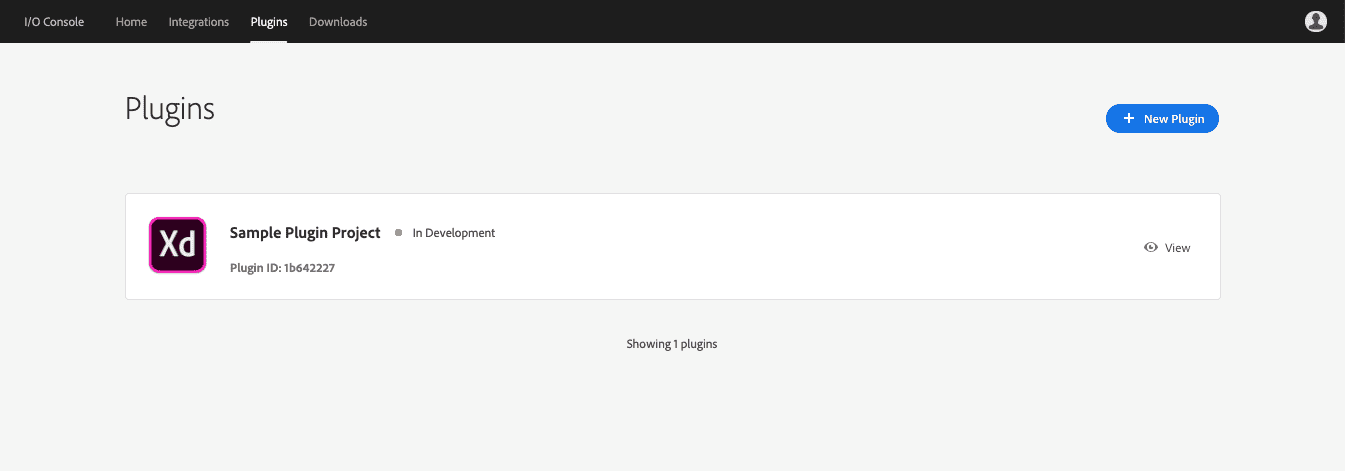 I/O Console Home Integrations Plugins Downloads
Plugins
+ New Plugin
Xd
Sample Plugin Project In Development
Plugin ID: 1b642227
View
Showing 1 plugins